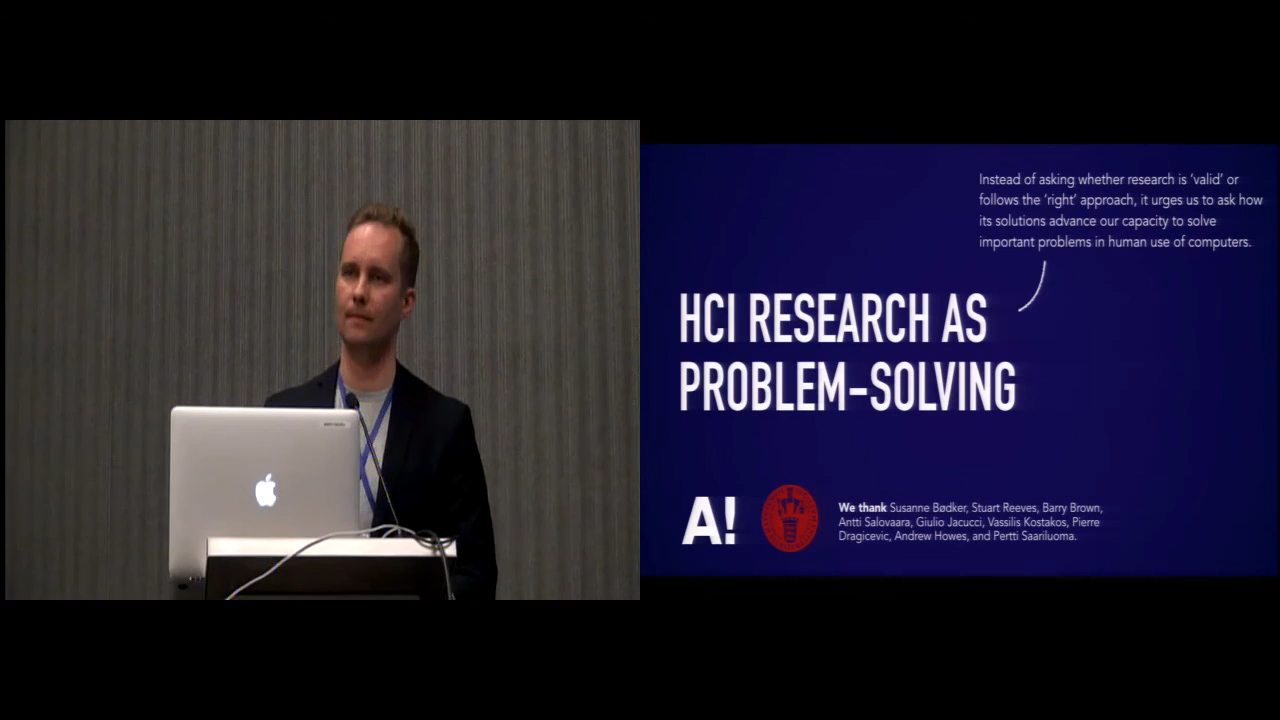 Instead of asking whether research is ‘valid’ or
follows the ‘right’ approach, it urges us to ask how
its solutions advance our capacity to solve
important problems in human use of computers.
HCI RESEARCH AS
PROBLEM-SOLVING
A!
We thank Susanne Bødker, Stuart Reeves, Barry Brown,
Antti Salovaara, Giulio Jacucci, Vassilis Kostakos, Pierre
Dragicevic, Andrew Howes, and Pertti Saariluoma.